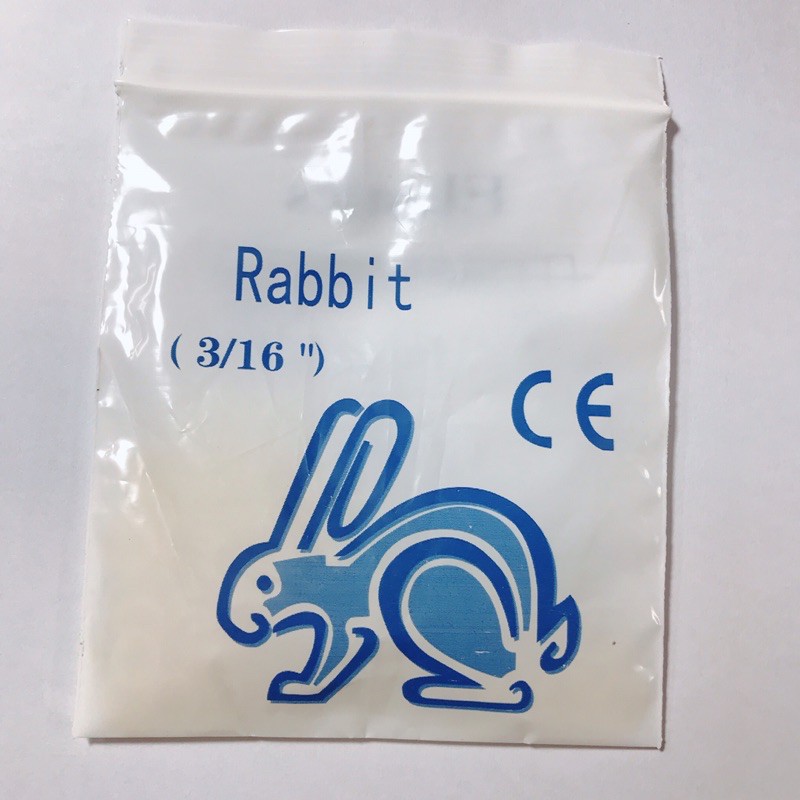 Rabbit
( 3/16 ")
CE